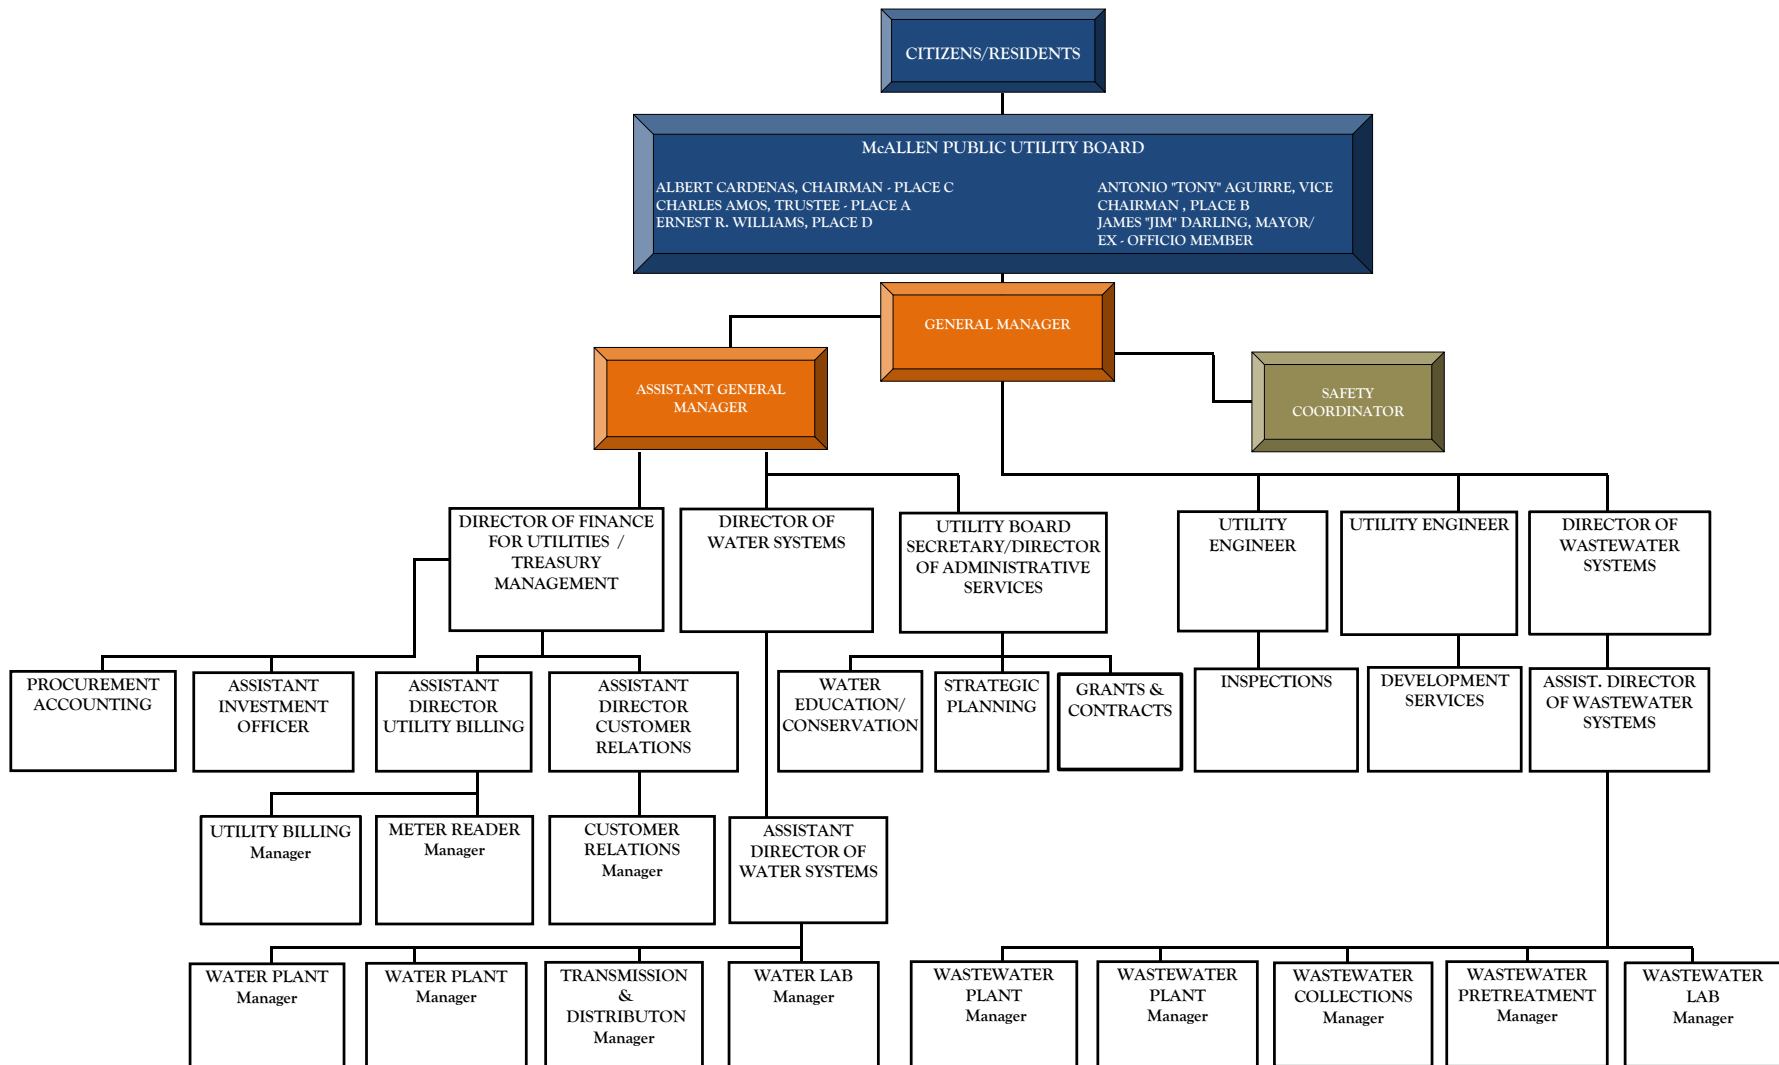 CITIZENS/RESIDENTS
McALLEN PUBLIC UTILITY BOARD
ALBERT CARDENAS, CHAIRMAN - PLACE C
CHARLES AMOS, TRUSTEE - PLACE A
ERNEST R. WILLIAMS, PLACE D
ANTONIO "TONY" AGUIRRE, VICE
CHAIRMAN , PLACE B
JAMES "JIM" DARLING, MAYOR/
EX - OFFICIO MEMBER
GENERAL MANAGER
ASSISTANT GENERAL
MANAGER
SAFETY
COORDINATOR
DIRECTOR OF FINANCE
FOR UTILITIES /
TREASURY
MANAGEMENT
DIRECTOR OF
WATER SYSTEMS
UTILITY BOARD
SECRETARY/DIRECTOR
OF ADMINISTRATIVE
SERVICES
UTILITY
ENGINEER
UTILITY ENGINEER
DIRECTOR OF
WASTEWATER
SYSTEMS
PROCUREMENT
ACCOUNTING
ASSISTANT
INVESTMENT
OFFICER
ASSISTANT
DIRECTOR
UTILITY BILLING
ASSISTANT
DIRECTOR
CUSTOMER
RELATIONS
WATER
EDUCATION/
CONSERVATION
STRATEGIC
PLANNING
GRANTS &
CONTRACTS
INSPECTIONS
DEVELOPMENT
SERVICES
ASSIST. DIRECTOR
OF WASTEWATER
SYSTEMS
UTILITY BILLING
Manager
METER READER
Manager
CUSTOMER
RELATIONS
Manager
ASSISTANT
DIRECTOR OF
WATER SYSTEMS
WATER PLANT
Manager
WATER PLANT
Manager
TRANSMISSION
&
DISTRIBUTON
Manager
WATER LAB
Manager
WASTEWATER
PLANT
Manager
WASTEWATER
PLANT
Manager
WASTEWATER
COLLECTIONS
Manager
WASTEWATER
PRETREATMENT
Manager
WASTEWATER
LAB
Manager